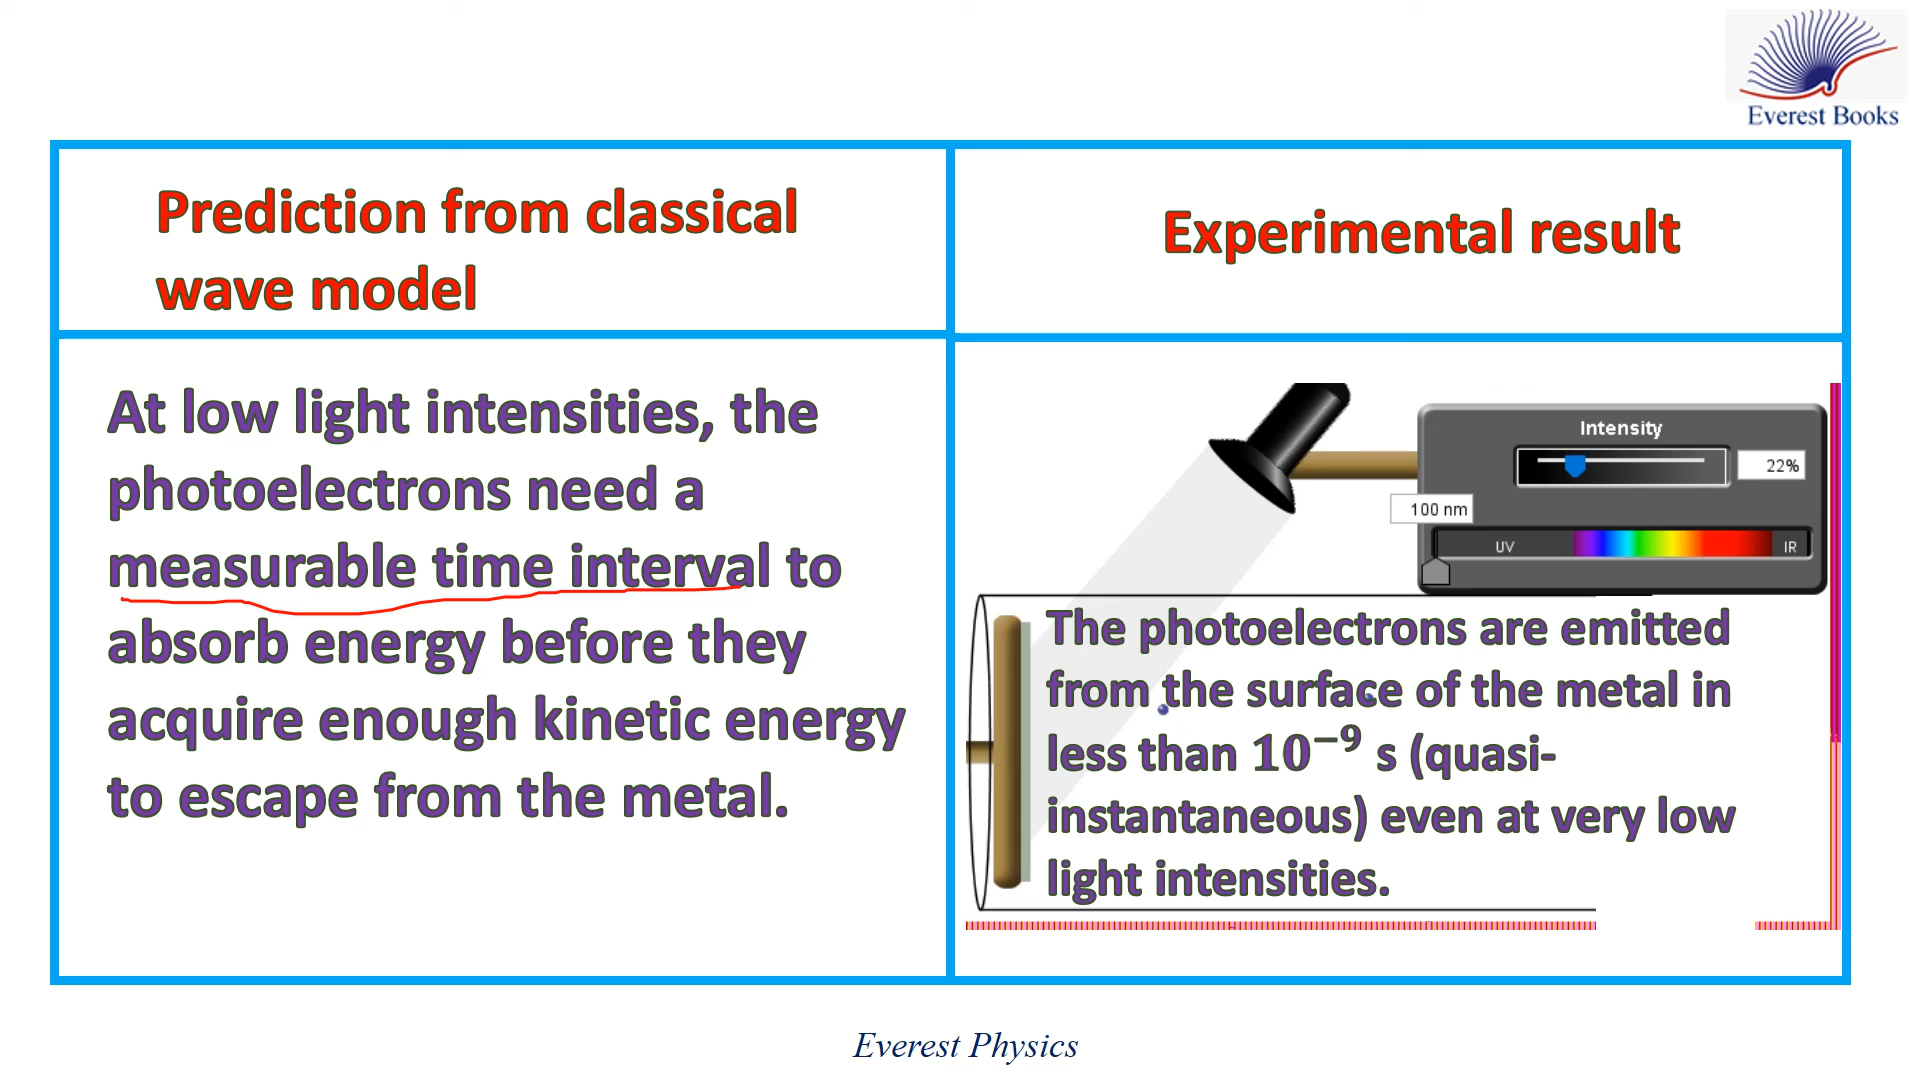 Everest Books
Prediction from classical
wave model
Experimental result
At low light intensities, the
photoelectrons need a
measurable time interval to
absorb energy before they
acquire enough kinetic energy
to escape from the metal.
Intensity
22%
100 nm
UV
IR
The photoelectrons are emitted
from the surface of the metal in
less than 10⁻⁹ s (quasi-
instantaneous) even at very low
light intensities.
Everest Physics